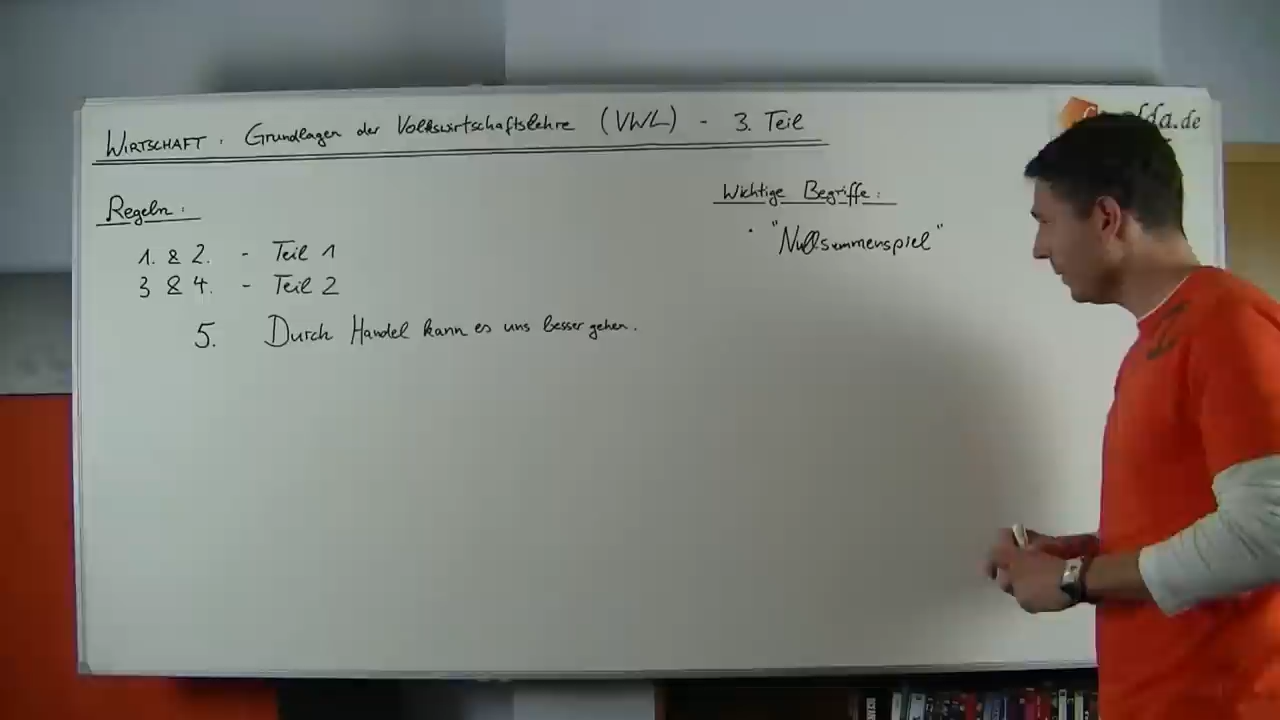 WIRTSCHAFT: Grundlagen der Volkswirtschaftslehre (VWL) - 3. Teil
Regeln:
1. & 2. - Teil 1
3 & 4. - Teil 2
5. Durch Handel kann es uns besser gehen.
Wichtige Begriffe:
· "Nullsummenspiel"